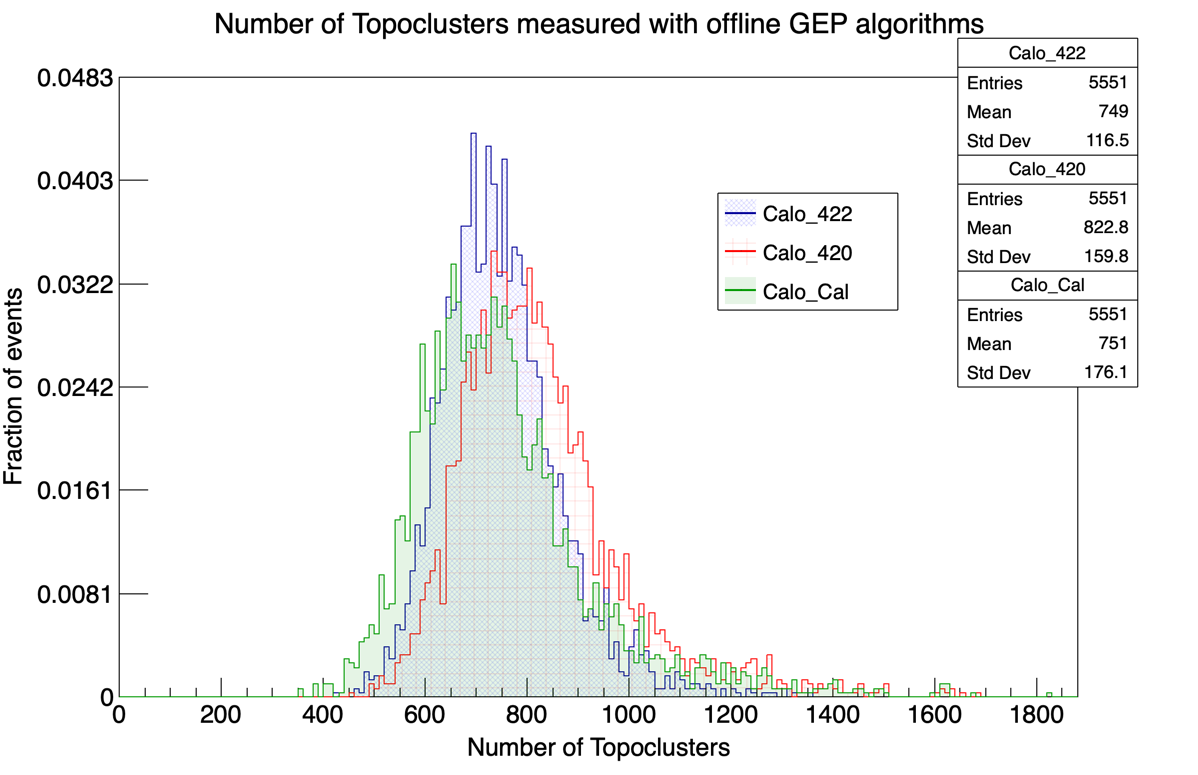 Number of Topoclusters measured with offline GEP algorithms
Calo_422
Entries 5551
Mean 749
Std Dev 116.5
Calo_420
Entries 5551
Mean 822.8
Std Dev 159.8
Calo_Cal
Entries 5551
Mean 751
Std Dev 176.1
Calo_422
Calo_420
Calo_Cal
Fraction of events
0.0483
0.0403
0.0322
0.0242
0.0161
0.0081
0
0 200 400 600 800 1000 1200 1400 1600 1800
Number of Topoclusters